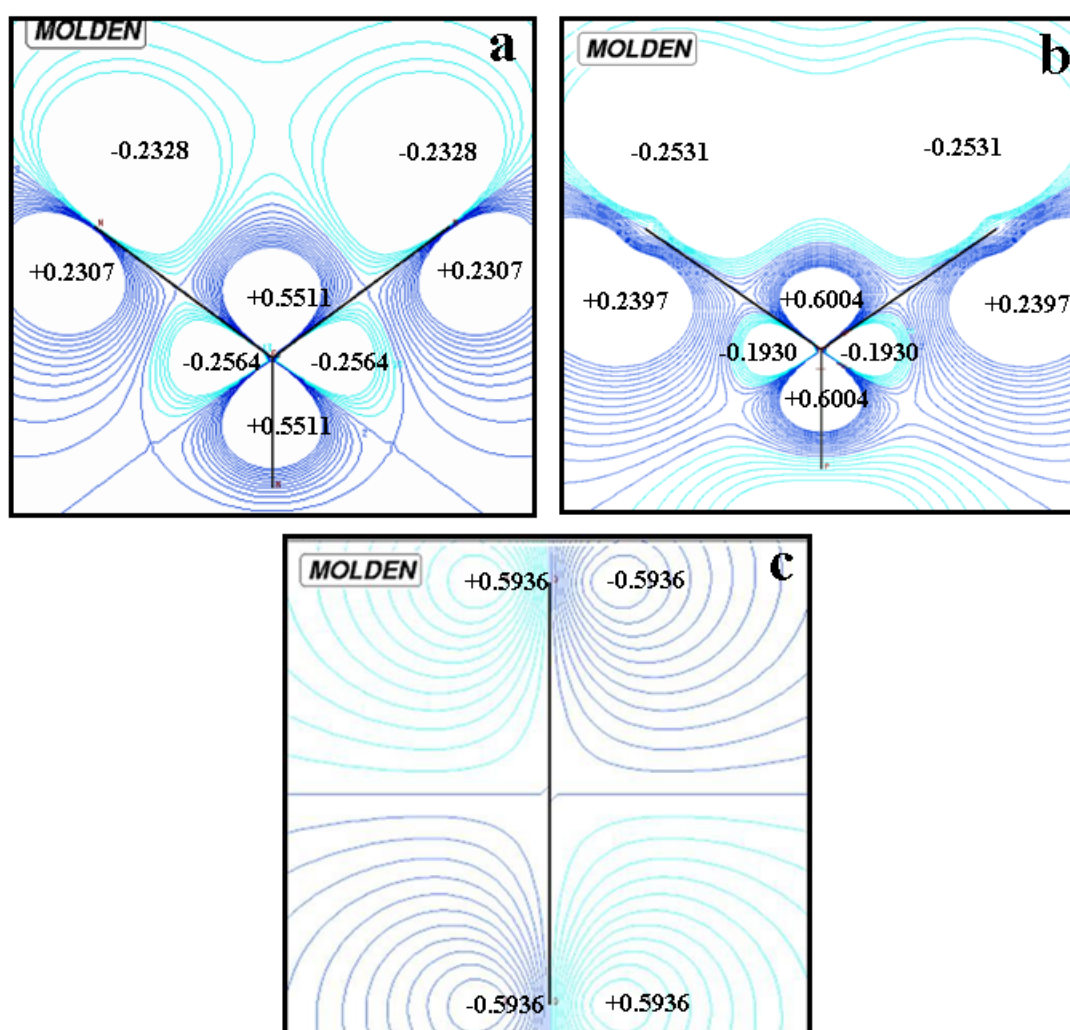 MOLDEN
a
-0.2328 -0.2328
+0.2307 +0.5511 +0.2307
-0.2564 -0.2564
+0.5511
N
MOLDEN
b
-0.2531 -0.2531
+0.2397 +0.6004 +0.2397
-0.1930 -0.1930
+0.6004
P
MOLDEN
c
+0.5936 -0.5936
-0.5936 +0.5936